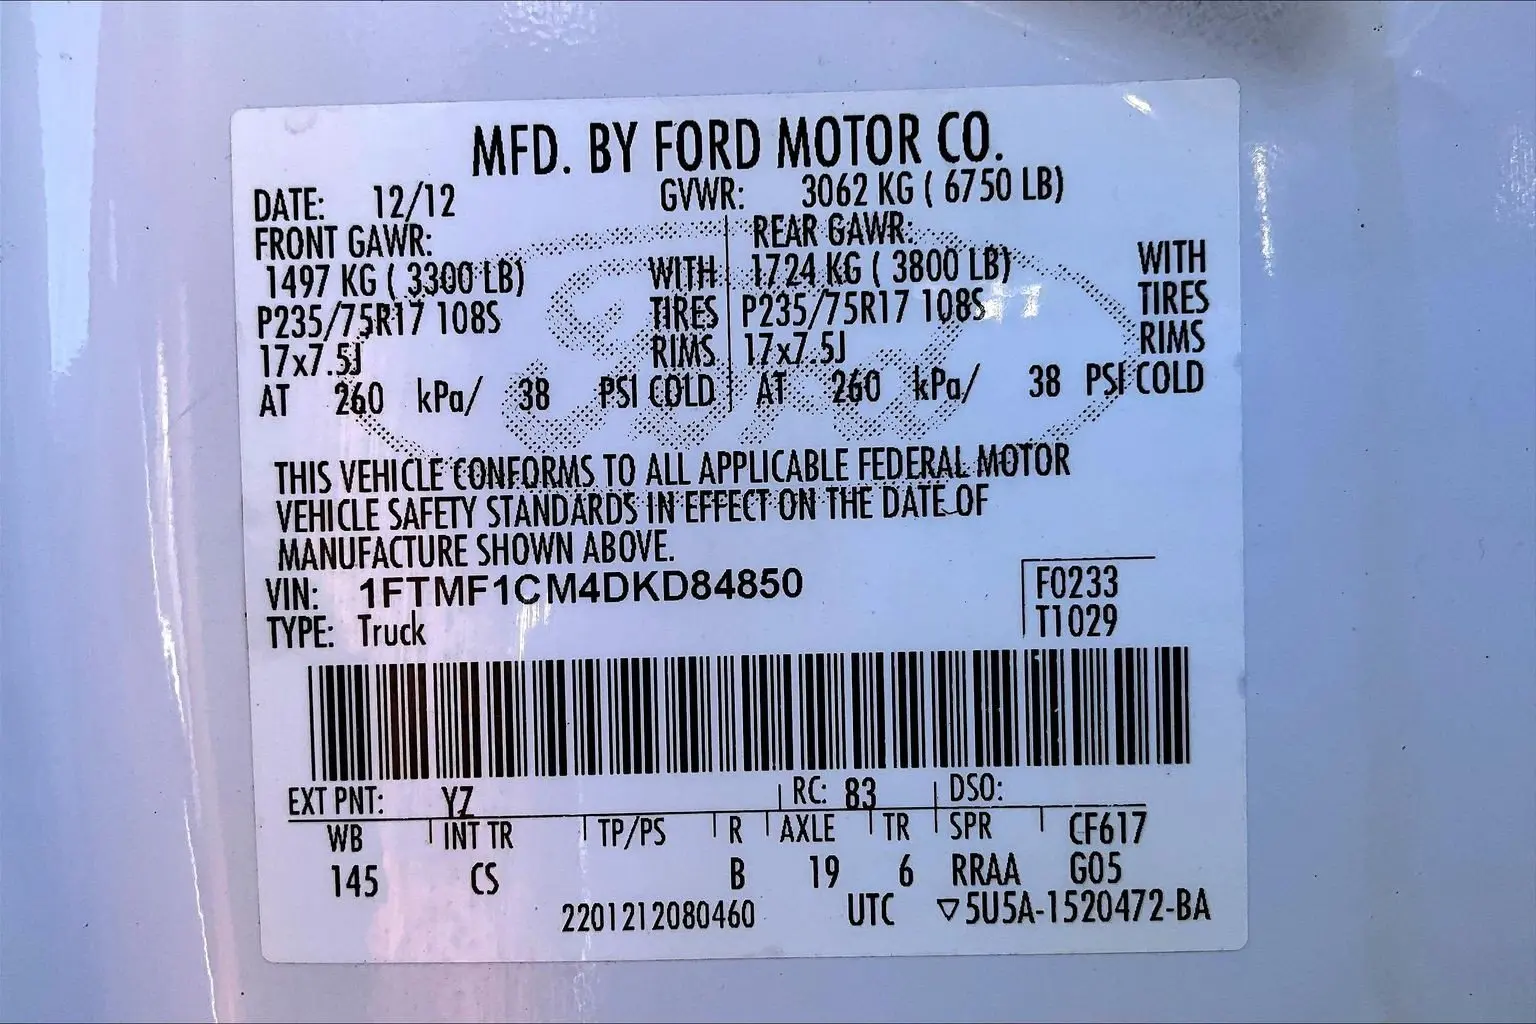 MFD. BY FORD MOTOR CO.
DATE: 12/12 GVWR: 3062 KG ( 6750 LB)
FRONT GAWR: REAR GAWR:
1497 KG ( 3300 LB) WITH 1724 KG ( 3800 LB) WITH
P235/75R17 108S TIRES P235/75R17 108S TIRES
17x7.5J RIMS 17x7.5J RIMS
AT 260 kPa/ 38 PSI COLD AT 260 kPa/ 38 PSI COLD
Ford
THIS VEHICLE CONFORMS TO ALL APPLICABLE FEDERAL MOTOR
VEHICLE SAFETY STANDARDS IN EFFECT ON THE DATE OF
MANUFACTURE SHOWN ABOVE.
VIN: 1FTMF1CM4DKD84850 F0233
TYPE: Truck T1029
EXT PNT: YZ RC: 83 DSO:
WB INT TR TP/PS R AXLE TR SPR CF617
145 CS B 19 6 RRAA G05
2201212080460 UTC ▽5U5A-1520472-BA